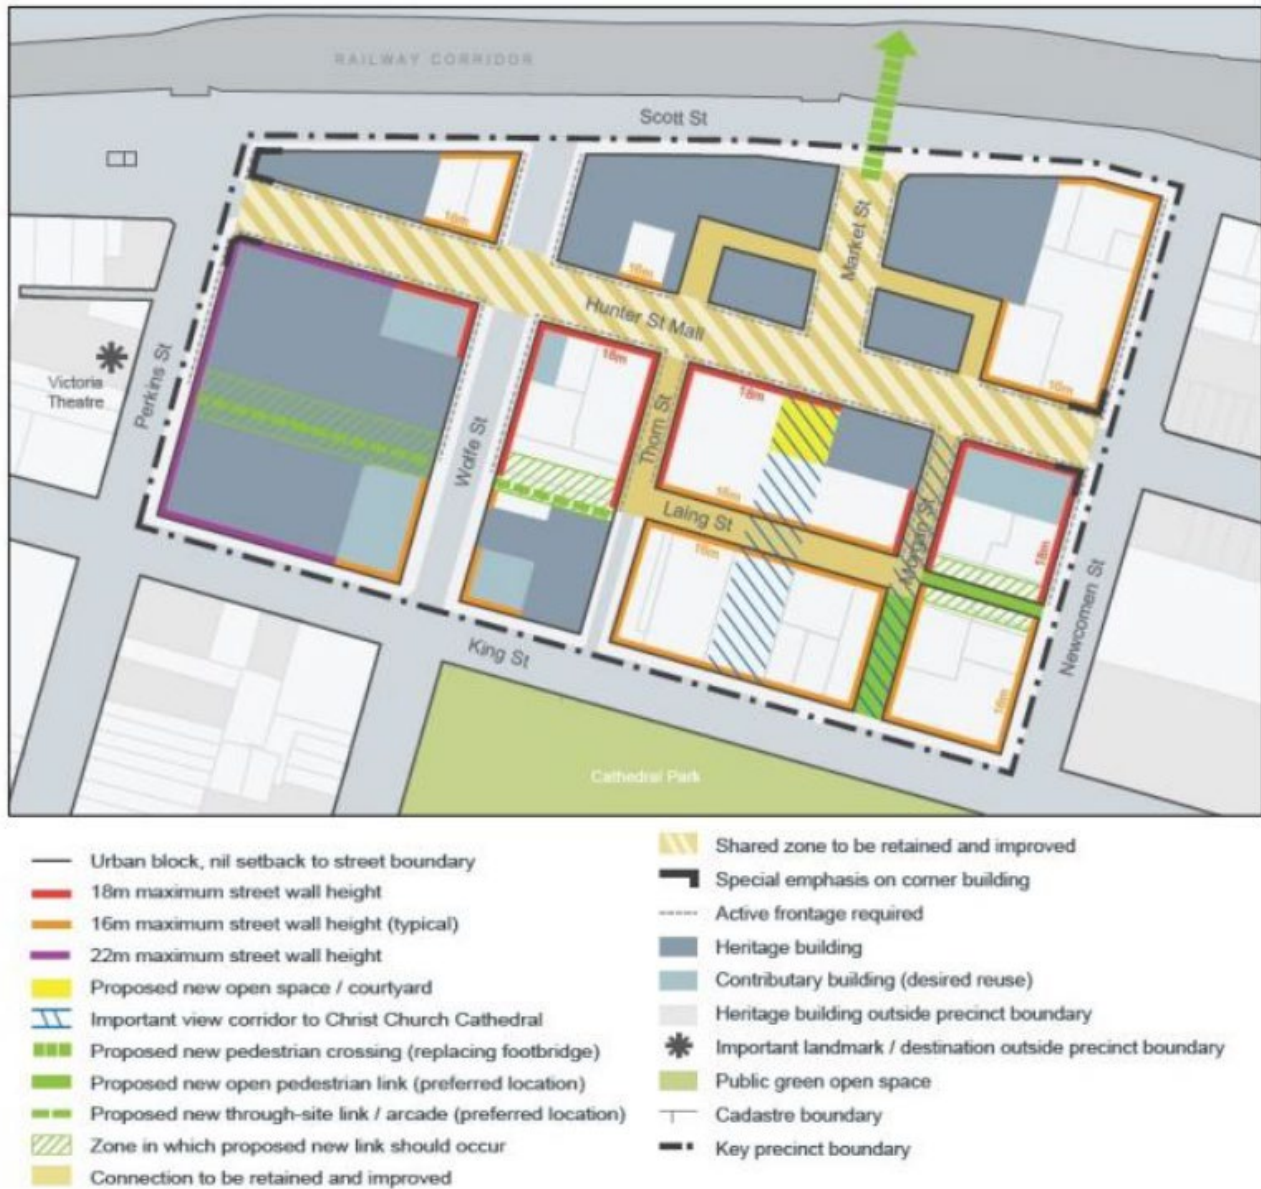 RAILWAY CORRIDOR
Scott St
Market St
16m
16m
Hunter St Mall
18m
18m
16m
Victoria
Theatre
Perkins St
Wolfe St
Thorn St
16m
Laing St
16m
Morgan St
18m
Newcomen St
King St
16m
Cathedral Park
Urban block, nil setback to street boundary
18m maximum street wall height
16m maximum street wall height (typical)
22m maximum street wall height
Proposed new open space / courtyard
Important view corridor to Christ Church Cathedral
Proposed new pedestrian crossing (replacing footbridge)
Proposed new open pedestrian link (preferred location)
Proposed new through-site link / arcade (preferred location)
Zone in which proposed new link should occur
Connection to be retained and improved
Shared zone to be retained and improved
Special emphasis on corner building
Active frontage required
Heritage building
Contributary building (desired reuse)
Heritage building outside precinct boundary
Important landmark / destination outside precinct boundary
Public green open space
Cadastre boundary
Key precinct boundary